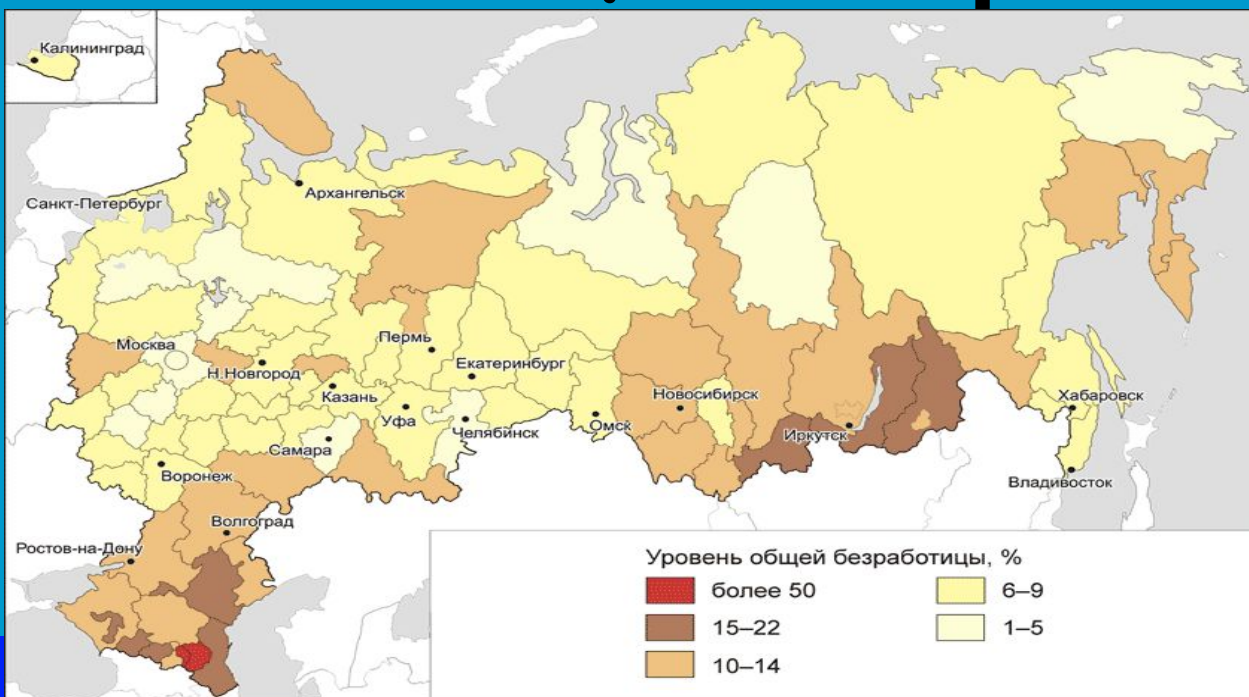 Калининград
Архангельск
Санкт-Петербург
Москва
Пермь
Н.Новгород
Екатеринбург
Казань
Новосибирск
Хабаровск
Уфа
Омск
Челябинск
Иркутск
Самара
Воронеж
Владивосток
Волгоград
Ростов-на-Дону
Уровень общей безработицы, %
более 50
6–9
15–22
1–5
10–14